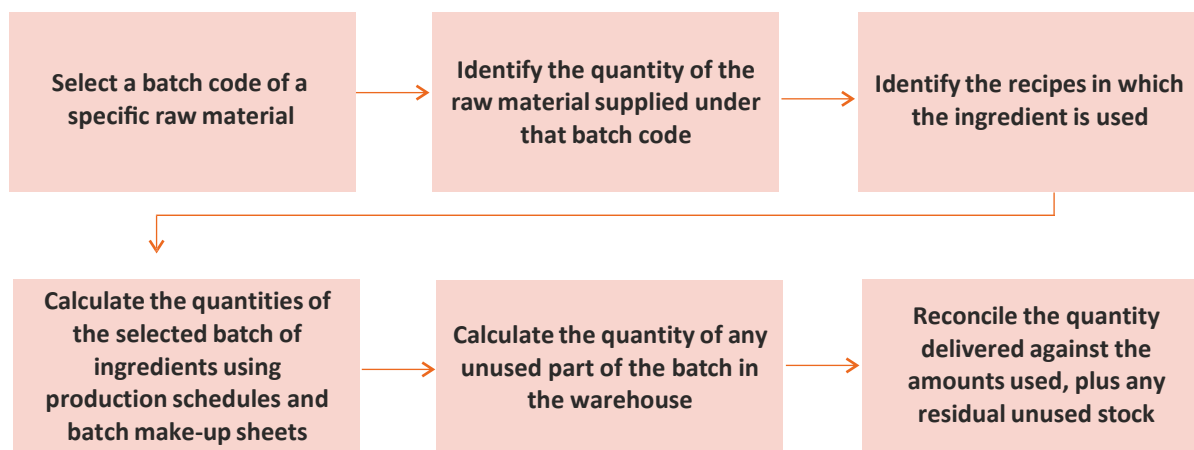 Select a batch code of a
specific raw material
Identify the quantity of the
raw material supplied under
that batch code
Identify the recipes in which
the ingredient is used
Calculate the quantities of
the selected batch of
ingredients using
production schedules and
batch make-up sheets
Calculate the quantity of any
unused part of the batch in
the warehouse
Reconcile the quantity
delivered against the
amounts used, plus any
residual unused stock